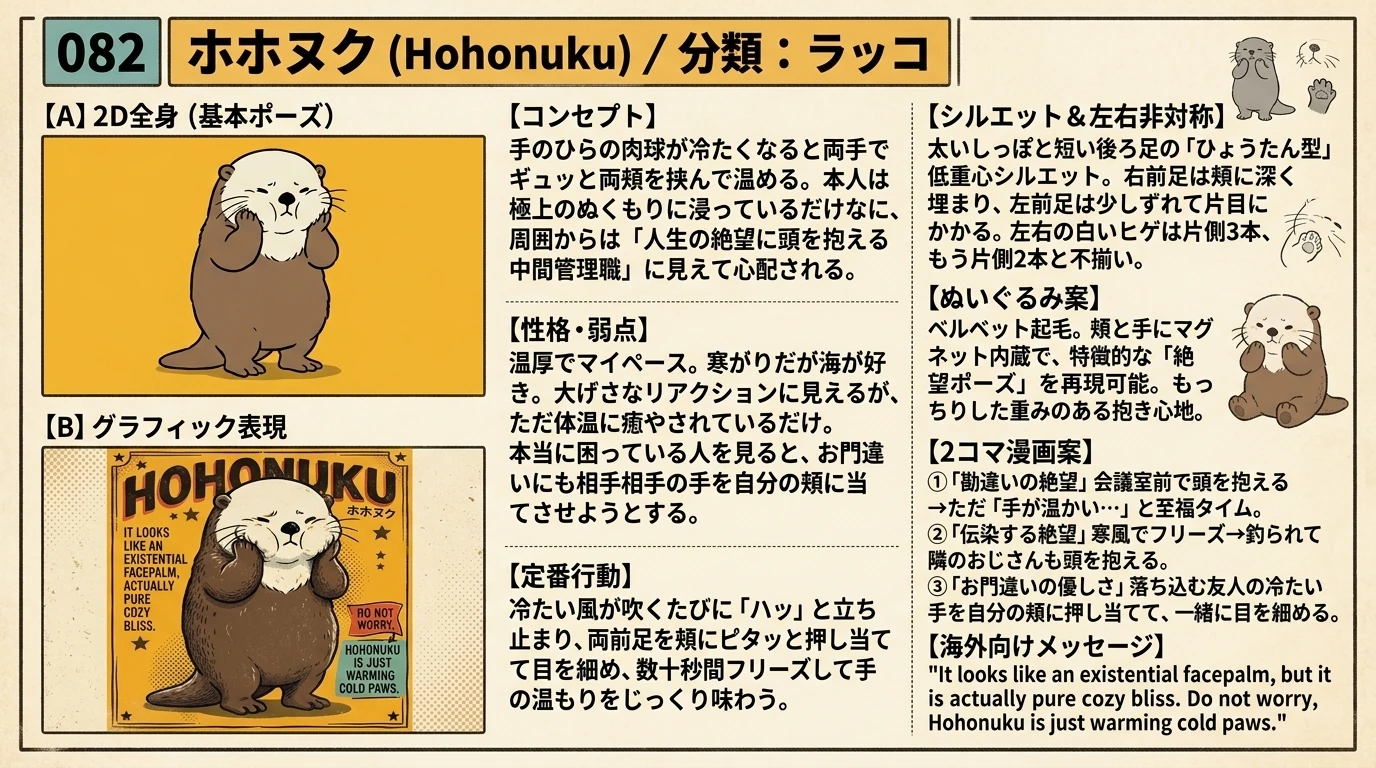 082
ホホヌク (Hohonuku) / 分類：ラッコ
【A】2D全身（基本ポーズ）
【B】グラフィック表現
HOHONUKU
ホホヌク
IT LOOKS
LIKE AN
EXISTENTIAL
FACEPALM,
ACTUALLY
PURE
COZY
BLISS.
RO NOT
WORRY,
HOHONUKU
IS JUST
WARMING
COLD PAWS.
【コンセプト】
手のひらの肉球が冷たくなると両手で
ギュッと両頬を挟んで温める。本人は
極上のぬくもりに浸っているだけなに、
周囲からは「人生の絶望に頭を抱える
中間管理職」に見えて心配される。
【性格・弱点】
温厚でマイペース。寒がりだが海が好
き。大げさなリアクションに見えるが、
ただ体温に癒やされているだけ。
本当に困っている人を見ると、お門違
いにも相手相手の手を自分の頬に当
てさせようとする。
【定番行動】
冷たい風が吹くたびに「ハッ」と立ち
止まり、両前足を頬にピタッと押し当て
て目を細め、数十秒間フリーズして手
の温もりをじっくり味わう。
【シルエット＆左右非対称】
太いしっぽと短い後ろ足の「ひょうたん型」
低重心シルエット。右前足は頬に深く
埋まり、左前足は少しずれて片目に
かかる。左右の白いヒゲは片側3本、
もう片側2本と不揃い。
【ぬいぐるみ案】
ベルベット起毛。頬と手にマグ
ネット内蔵で、特徴的な「絶
望ポーズ」を再現可能。もっ
ちりした重みのある抱き心地。
【2コマ漫画案】
①「勘違いの絶望」会議室前で頭を抱える
→ただ「手が温かい…」と至福タイム。
②「伝染する絶望」寒風でフリーズ→釣られて
隣のおじさんも頭を抱える。
③「お門違いの優しさ」落ち込む友人の冷たい
手を自分の頬に押し当てて、一緒に目を細める。
【海外向けメッセージ】
"It looks like an existential facepalm, but it
is actually pure cozy bliss. Do not worry,
Hohonuku is just warming cold paws."